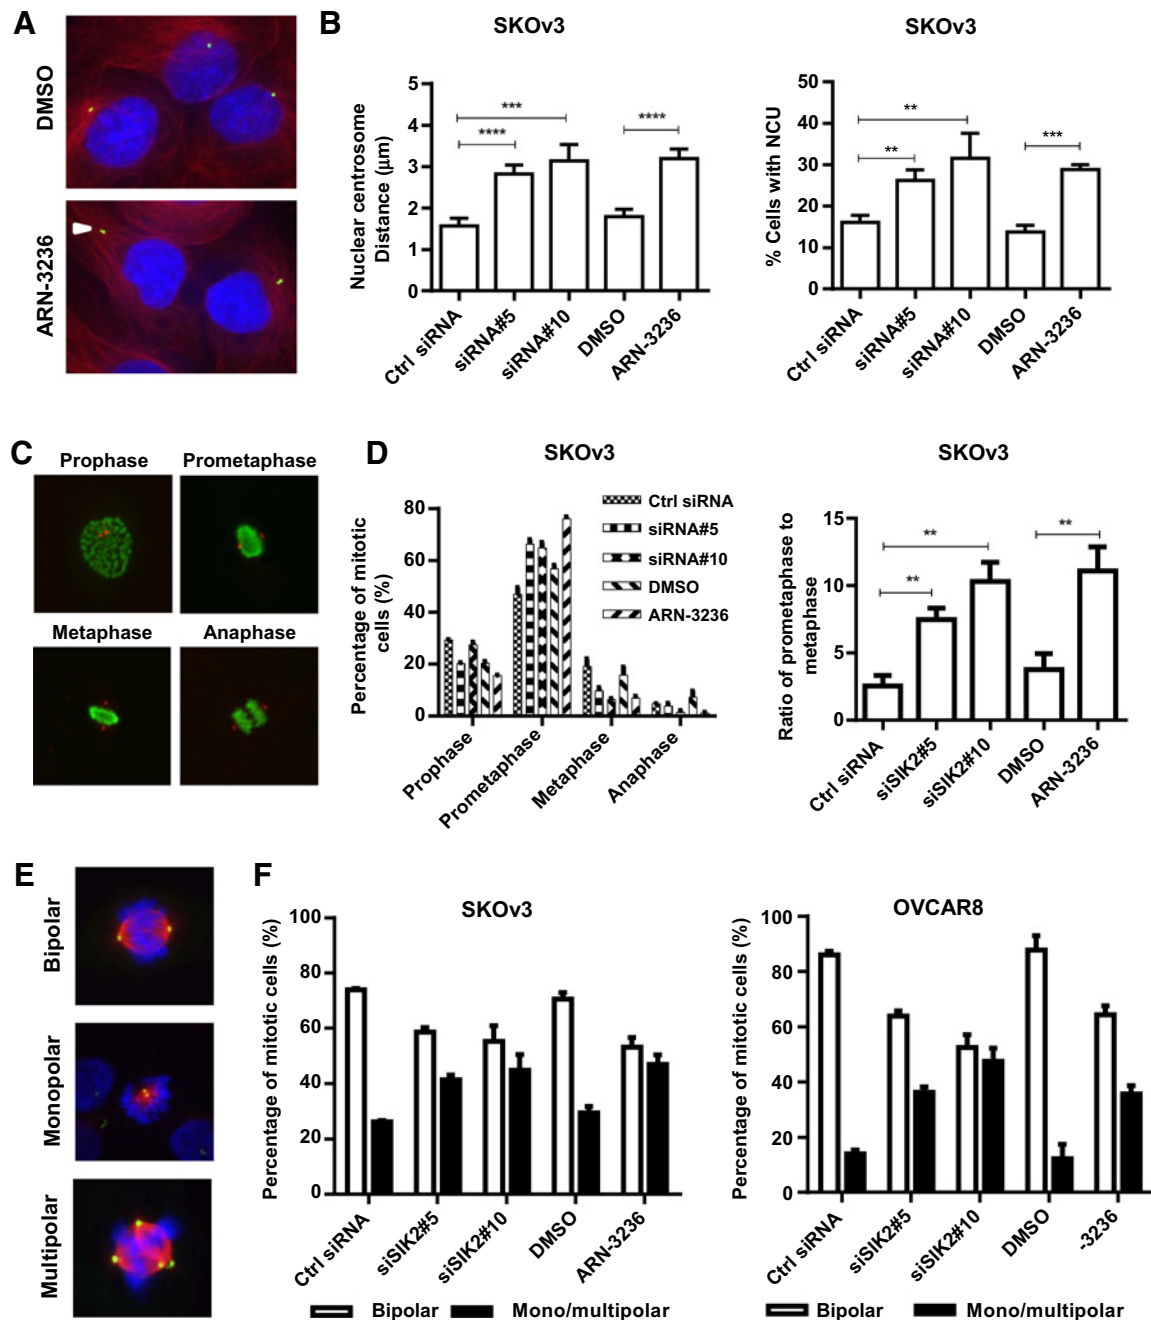 A
DMSO
ARN-3236
B
SKOv3
Nuclear centrosome
Distance (μm)
5
4
3
2
1
0
***
****
****
Ctrl siRNA
siRNA#5
siRNA#10
DMSO
ARN-3236
SKOv3
% Cells with NCU
50
40
30
20
10
0
**
**
***
Ctrl siRNA
siRNA#5
siRNA#10
DMSO
ARN-3236
C
Prophase
Prometaphase
Metaphase
Anaphase
D
SKOv3
Percentage of mitotic
cells (%)
80
60
40
20
0
Ctrl siRNA
siRNA#5
siRNA#10
DMSO
ARN-3236
Prophase
Prometaphase
Metaphase
Anaphase
SKOv3
Ratio of prometaphase to
metaphase
15
10
5
0
**
**
**
Ctrl siRNA
siSIK2#5
siSIK2#10
DMSO
ARN-3236
E
Bipolar
Monopolar
Multipolar
F
SKOv3
Percentage of mitotic cells (%)
100
80
60
40
20
0
Ctrl siRNA
siSIK2#5
siSIK2#10
DMSO
ARN-3236
Bipolar
Mono/multipolar
OVCAR8
Percentage of mitotic cells (%)
100
80
60
40
20
0
Ctrl siRNA
siSIK2#5
siSIK2#10
DMSO
-3236
Bipolar
Mono/multipolar